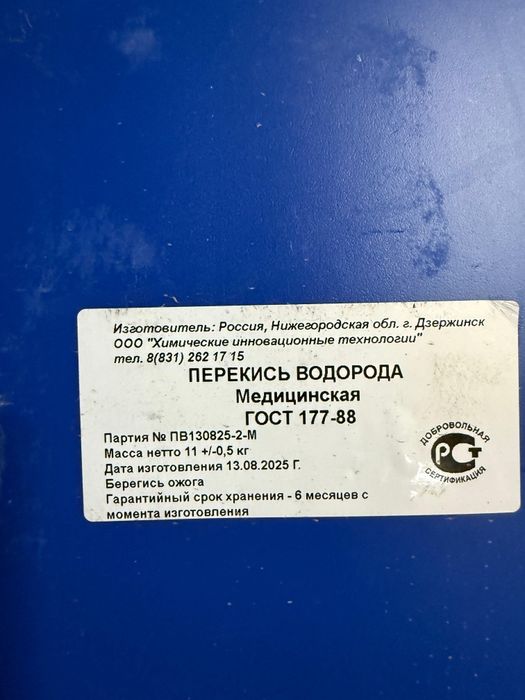 Изготовитель: Россия, Нижегородская обл. г. Дзержинск
ООО "Химические инновационные технологии"
тел. 8(831) 262 17 15
ПЕРЕКИСЬ ВОДОРОДА
Медицинская
ГОСТ 177-88
Партия № ПВ130825-2-М
Масса нетто 11 +/-0,5 кг
Дата изготовления 13.08.2025 Г.
Берегись ожога
Гарантийный срок хранения - 6 месяцев с
момента изготовления
ДОБРОВОЛЬНАЯ
РСТ
СЕРТИФИКАЦИЯ